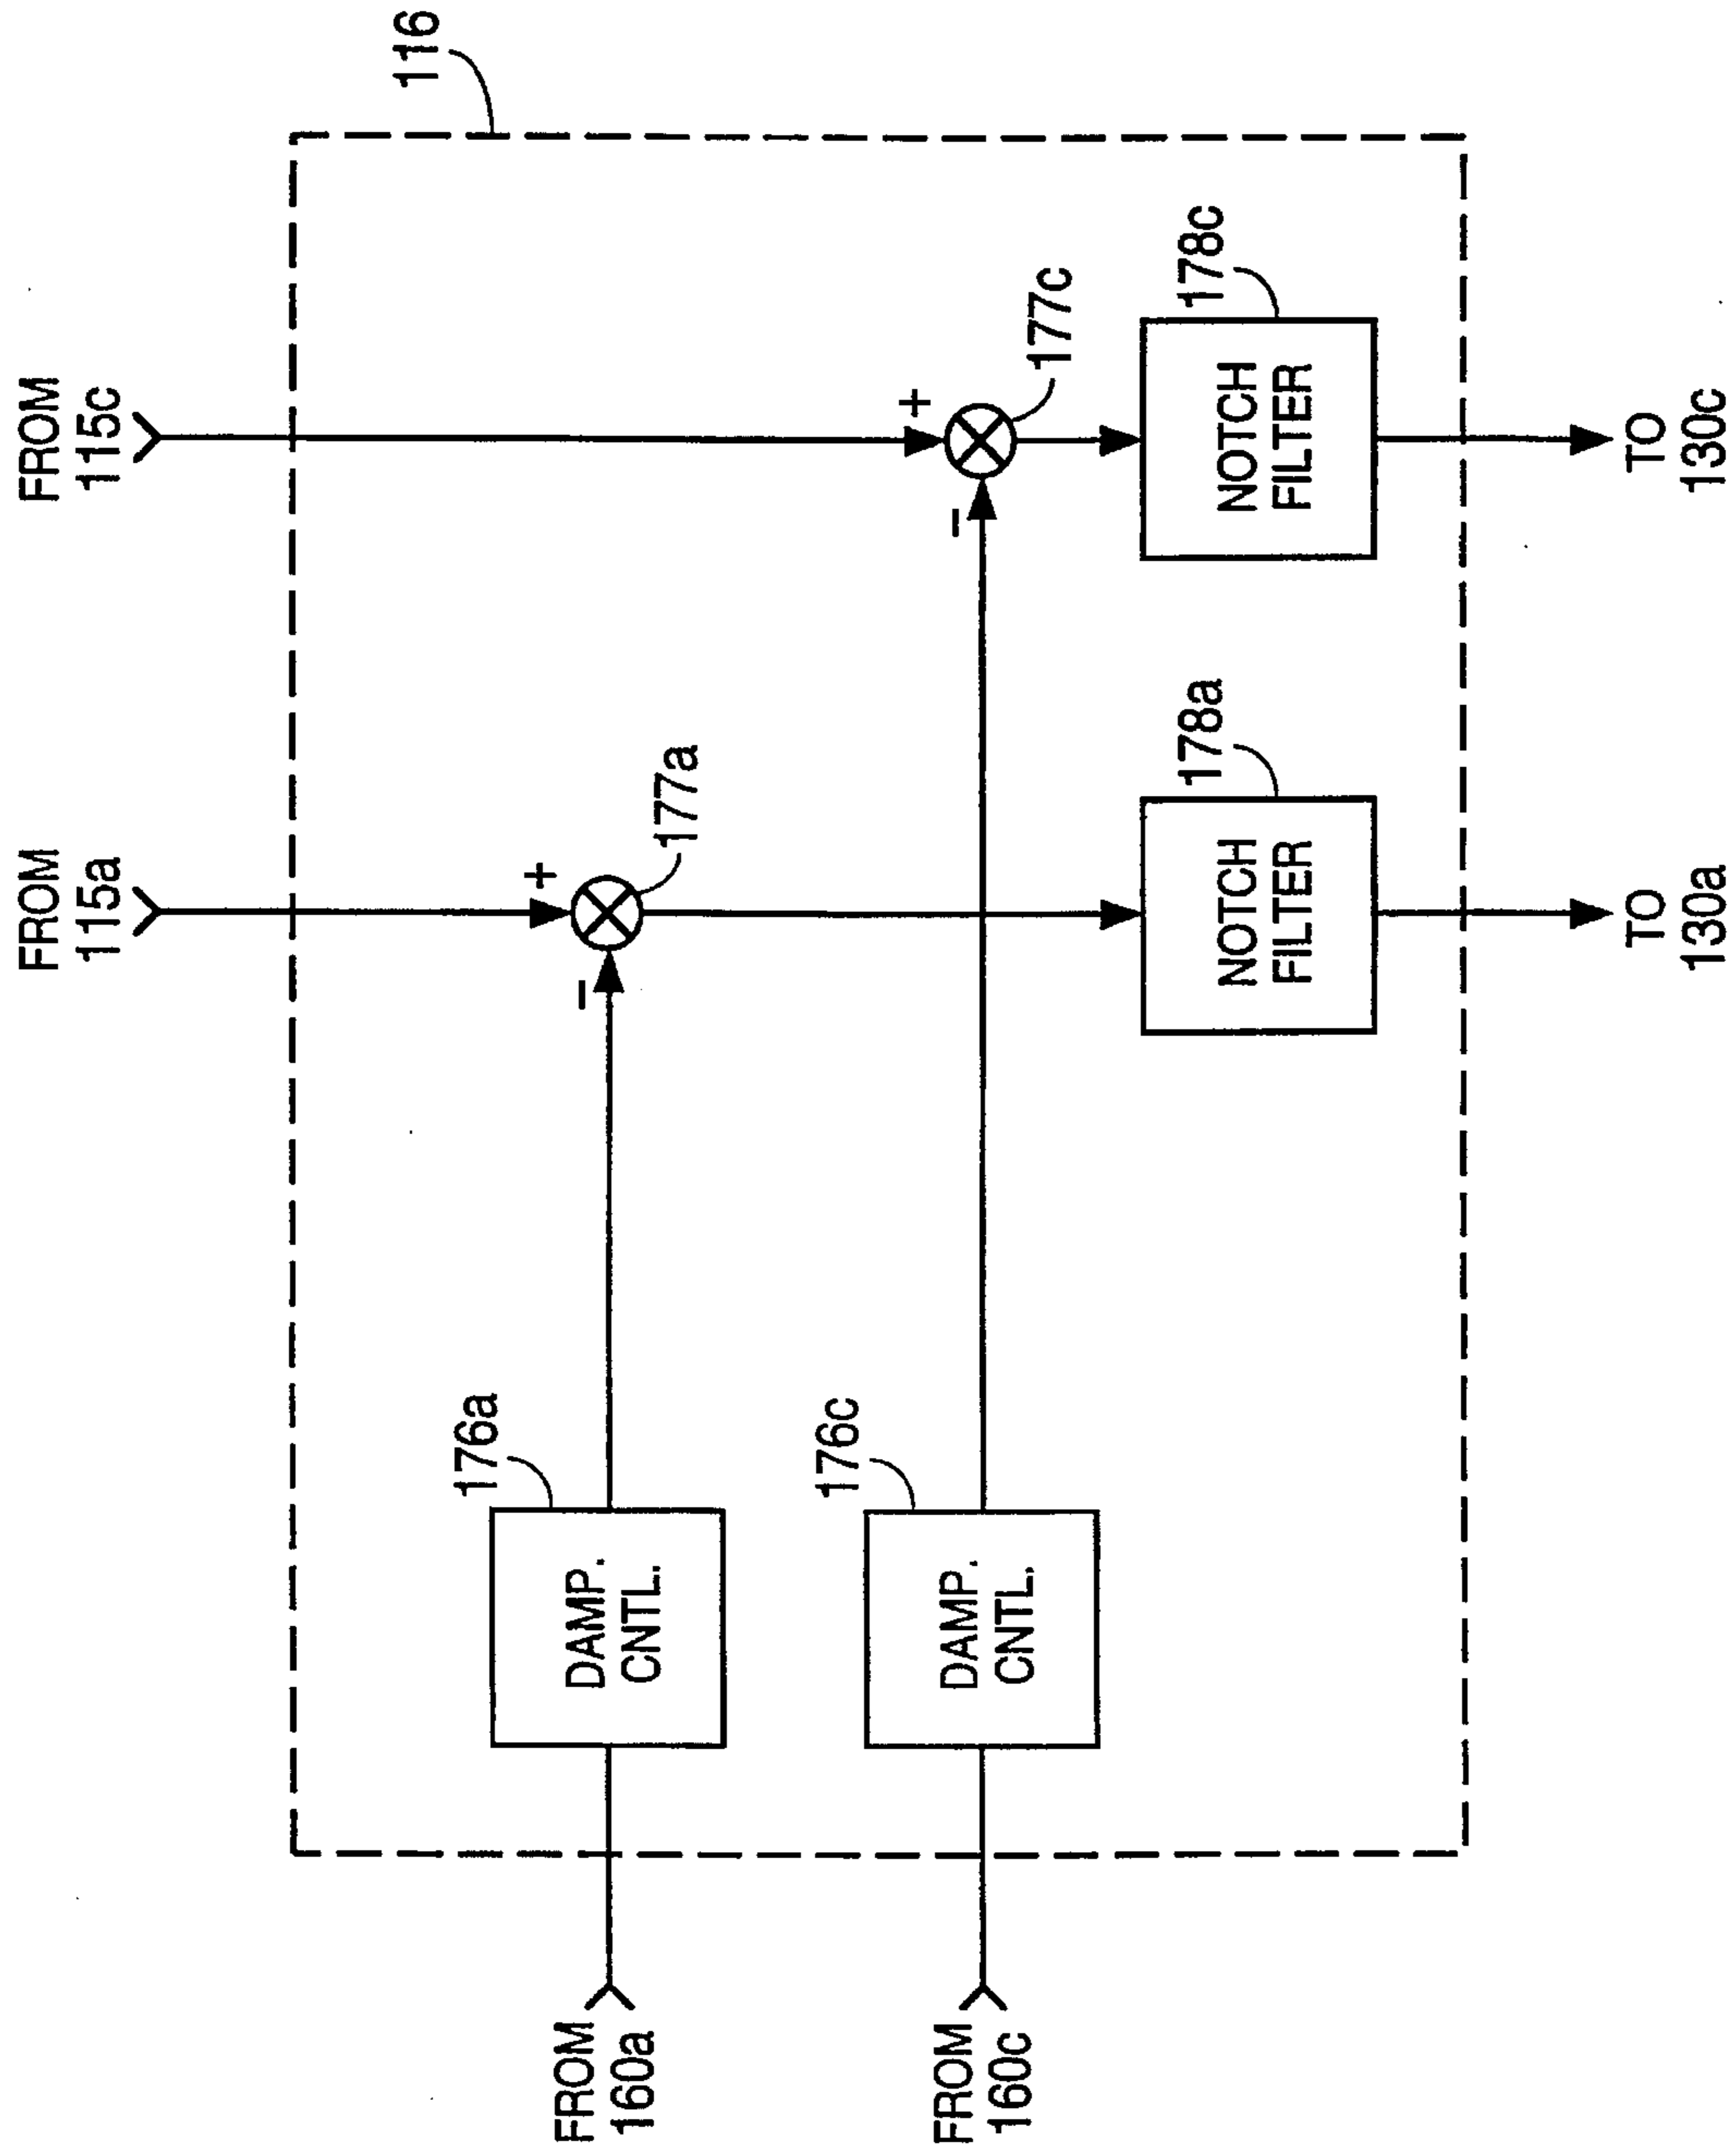 FROM
115a
FROM
115c
116
176a
+
FROM
160a
DAMP.
CNTL.
−
177a
176c
+
FROM
160c
DAMP.
CNTL.
−
177c
178a
178c
NOTCH
FILTER
NOTCH
FILTER
TO
130a
TO
130c